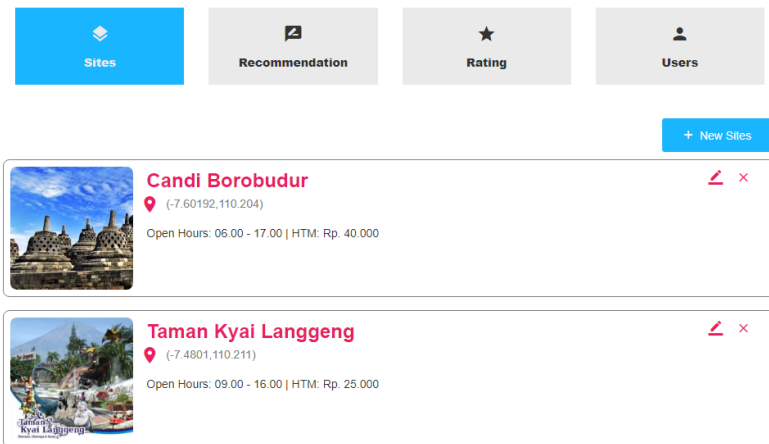 Sites
Recommendation
Rating
Users
+ New Sites
Candi Borobudur
(-7.60192,110.204)
Open Hours: 06.00 - 17.00 | HTM: Rp. 40.000
Taman Kyai Langgeng
(-7.4801,110.211)
Open Hours: 09.00 - 16.00 | HTM: Rp. 25.000
Taman
Kyai Langgeng